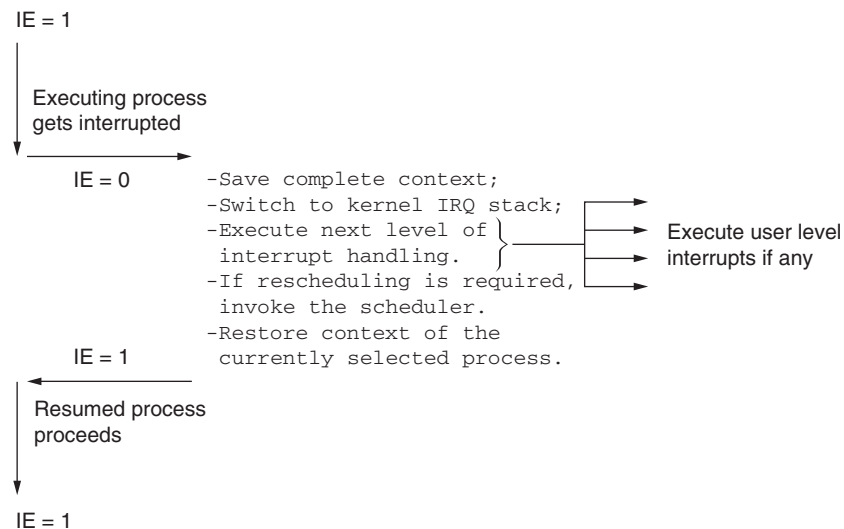 IE = 1
Executing process
gets interrupted
IE = 0
-Save complete context;
-Switch to kernel IRQ stack;
-Execute next level of
interrupt handling.
Execute user level
interrupts if any
-If rescheduling is required,
invoke the scheduler.
-Restore context of the
currently selected process.
IE = 1
Resumed process
proceeds
IE = 1